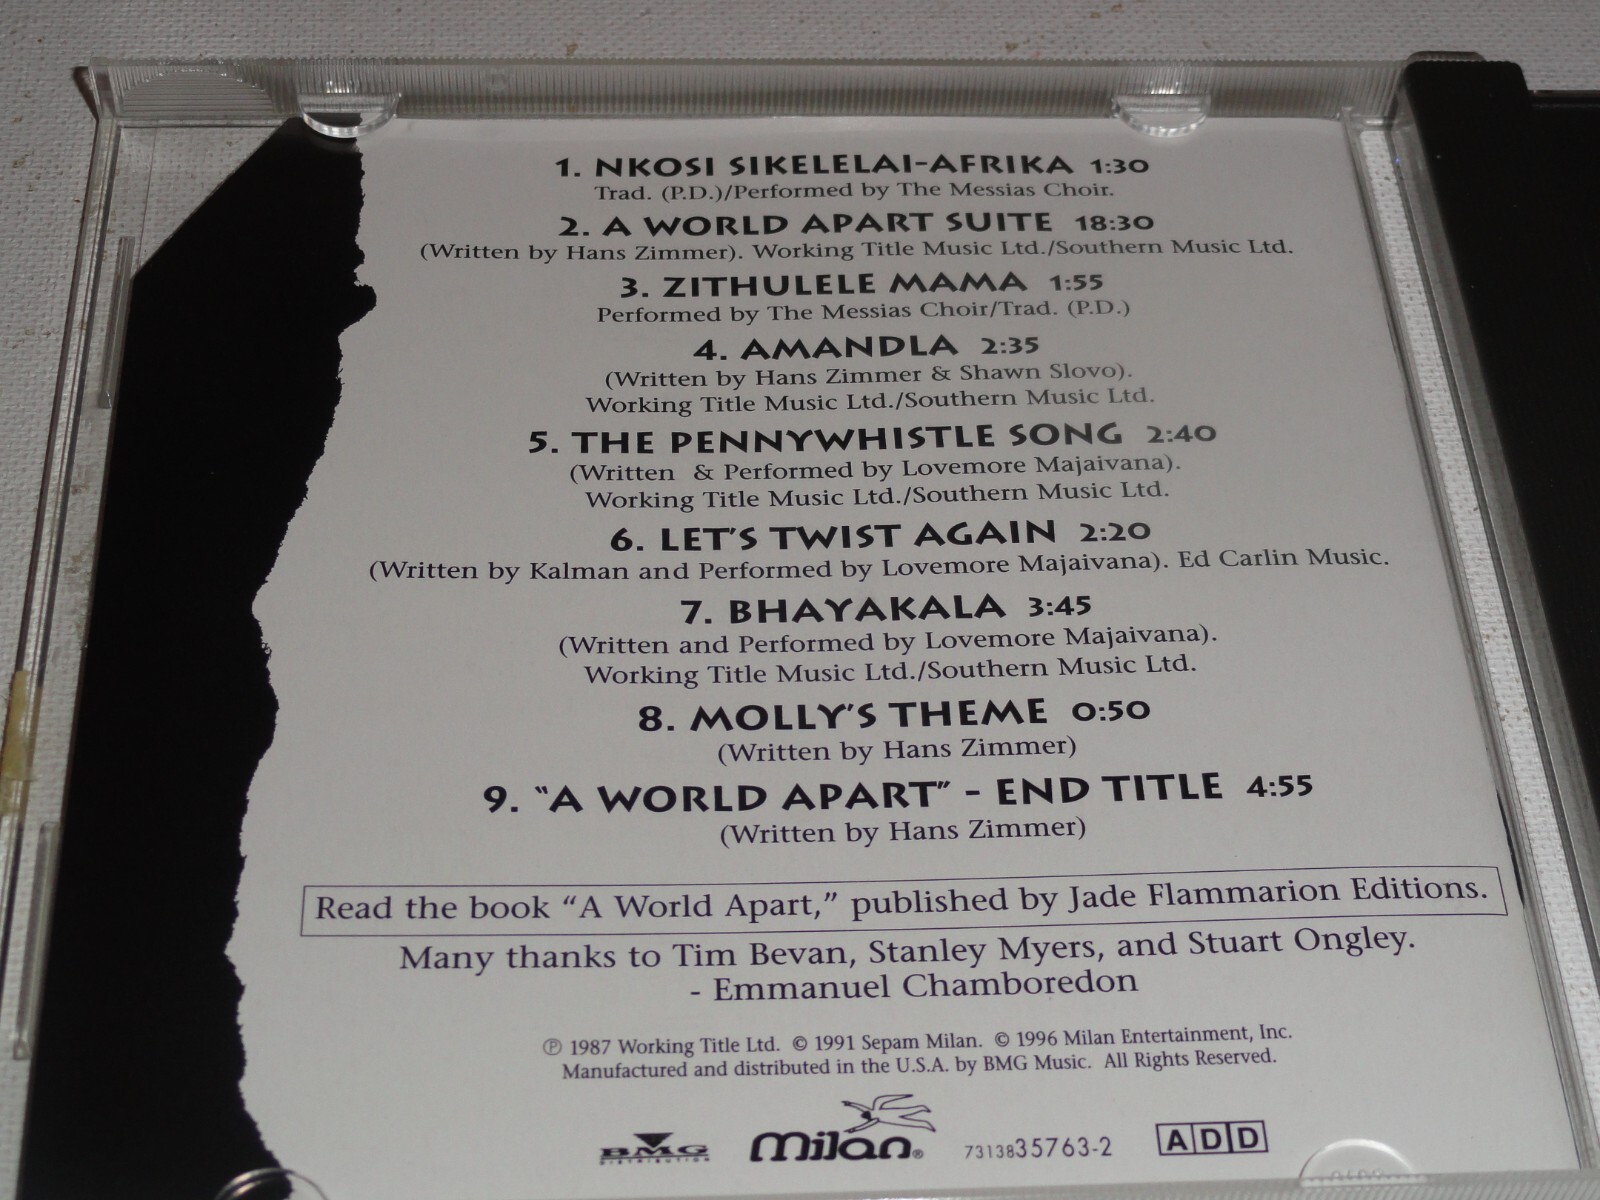 1. NKOSI SIKELELAI-AFRIKA 1:30
Trad. (P.D.)/Performed by The Messias Choir.
2. A WORLD APART SUITE 18:30
(Written by Hans Zimmer). Working Title Music Ltd./Southern Music Ltd.
3. ZITHULELE MAMA 1:55
Performed by The Messias Choir/Trad. (P.D.)
4. AMANDLA 2:35
(Written by Hans Zimmer & Shawn Slovo).
Working Title Music Ltd./Southern Music Ltd.
5. THE PENNYWHISTLE SONG 2:40
(Written & Performed by Lovemore Majaivana).
Working Title Music Ltd./Southern Music Ltd.
6. LET'S TWIST AGAIN 2:20
(Written by Kalman and Performed by Lovemore Majaivana). Ed Carlin Music.
7. BHAYAKALA 3:45
(Written and Performed by Lovemore Majaivana).
Working Title Music Ltd./Southern Music Ltd.
8. MOLLY'S THEME 0:50
(Written by Hans Zimmer)
9. "A WORLD APART" - END TITLE 4:55
(Written by Hans Zimmer)
Read the book "A World Apart," published by Jade Flammarion Editions.
Many thanks to Tim Bevan, Stanley Myers, and Stuart Ongley.
- Emmanuel Chamboredon
℗ 1987 Working Title Ltd. © 1991 Sepam Milan. © 1996 Milan Entertainment, Inc.
Manufactured and distributed in the U.S.A. by BMG Music. All Rights Reserved.
BMG DISTRIBUTION Milan® 7313835763-2 ADD